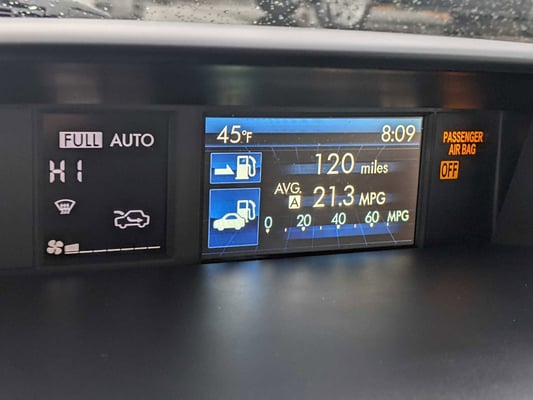 FULL AUTO
HI
45°F 8:09
120 miles
AVG. A 21.3 MPG
0 20 40 60 MPG
PASSENGER
AIR BAG
OFF